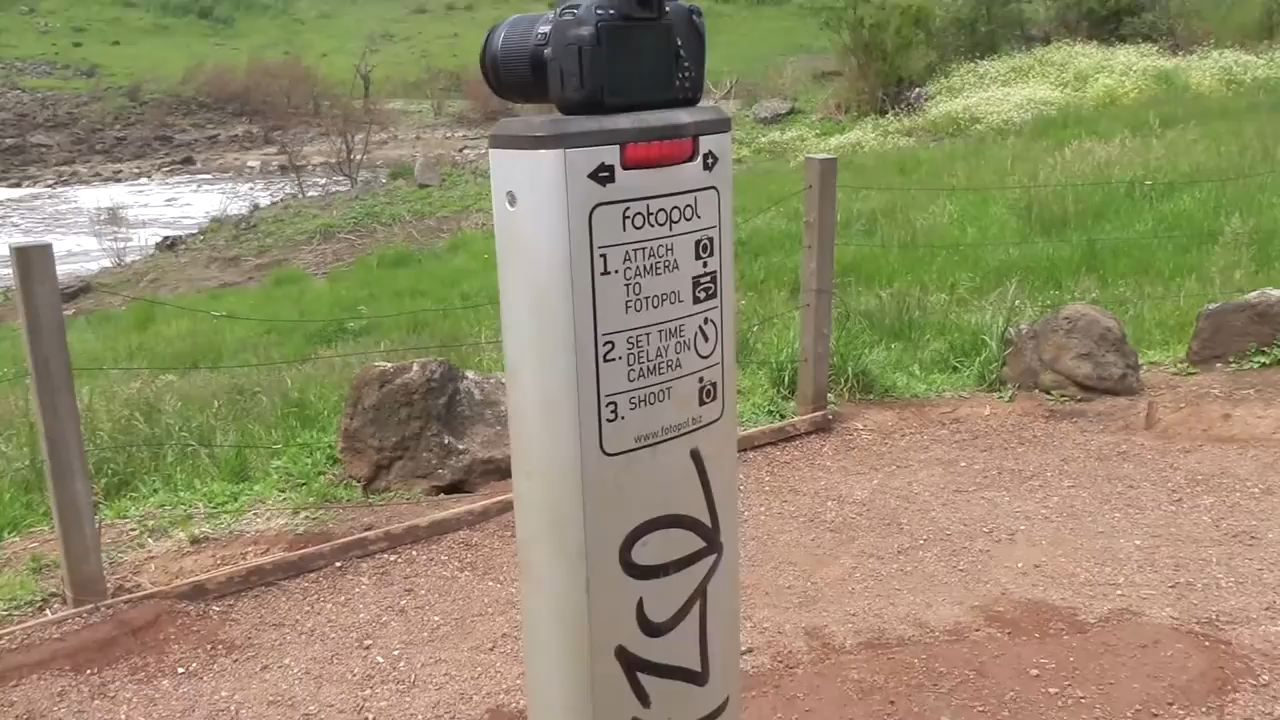 - +
fotopol
1. ATTACH
CAMERA
TO
FOTOPOL
2. SET TIME
DELAY ON
CAMERA
3. SHOOT
www.fotopol.biz